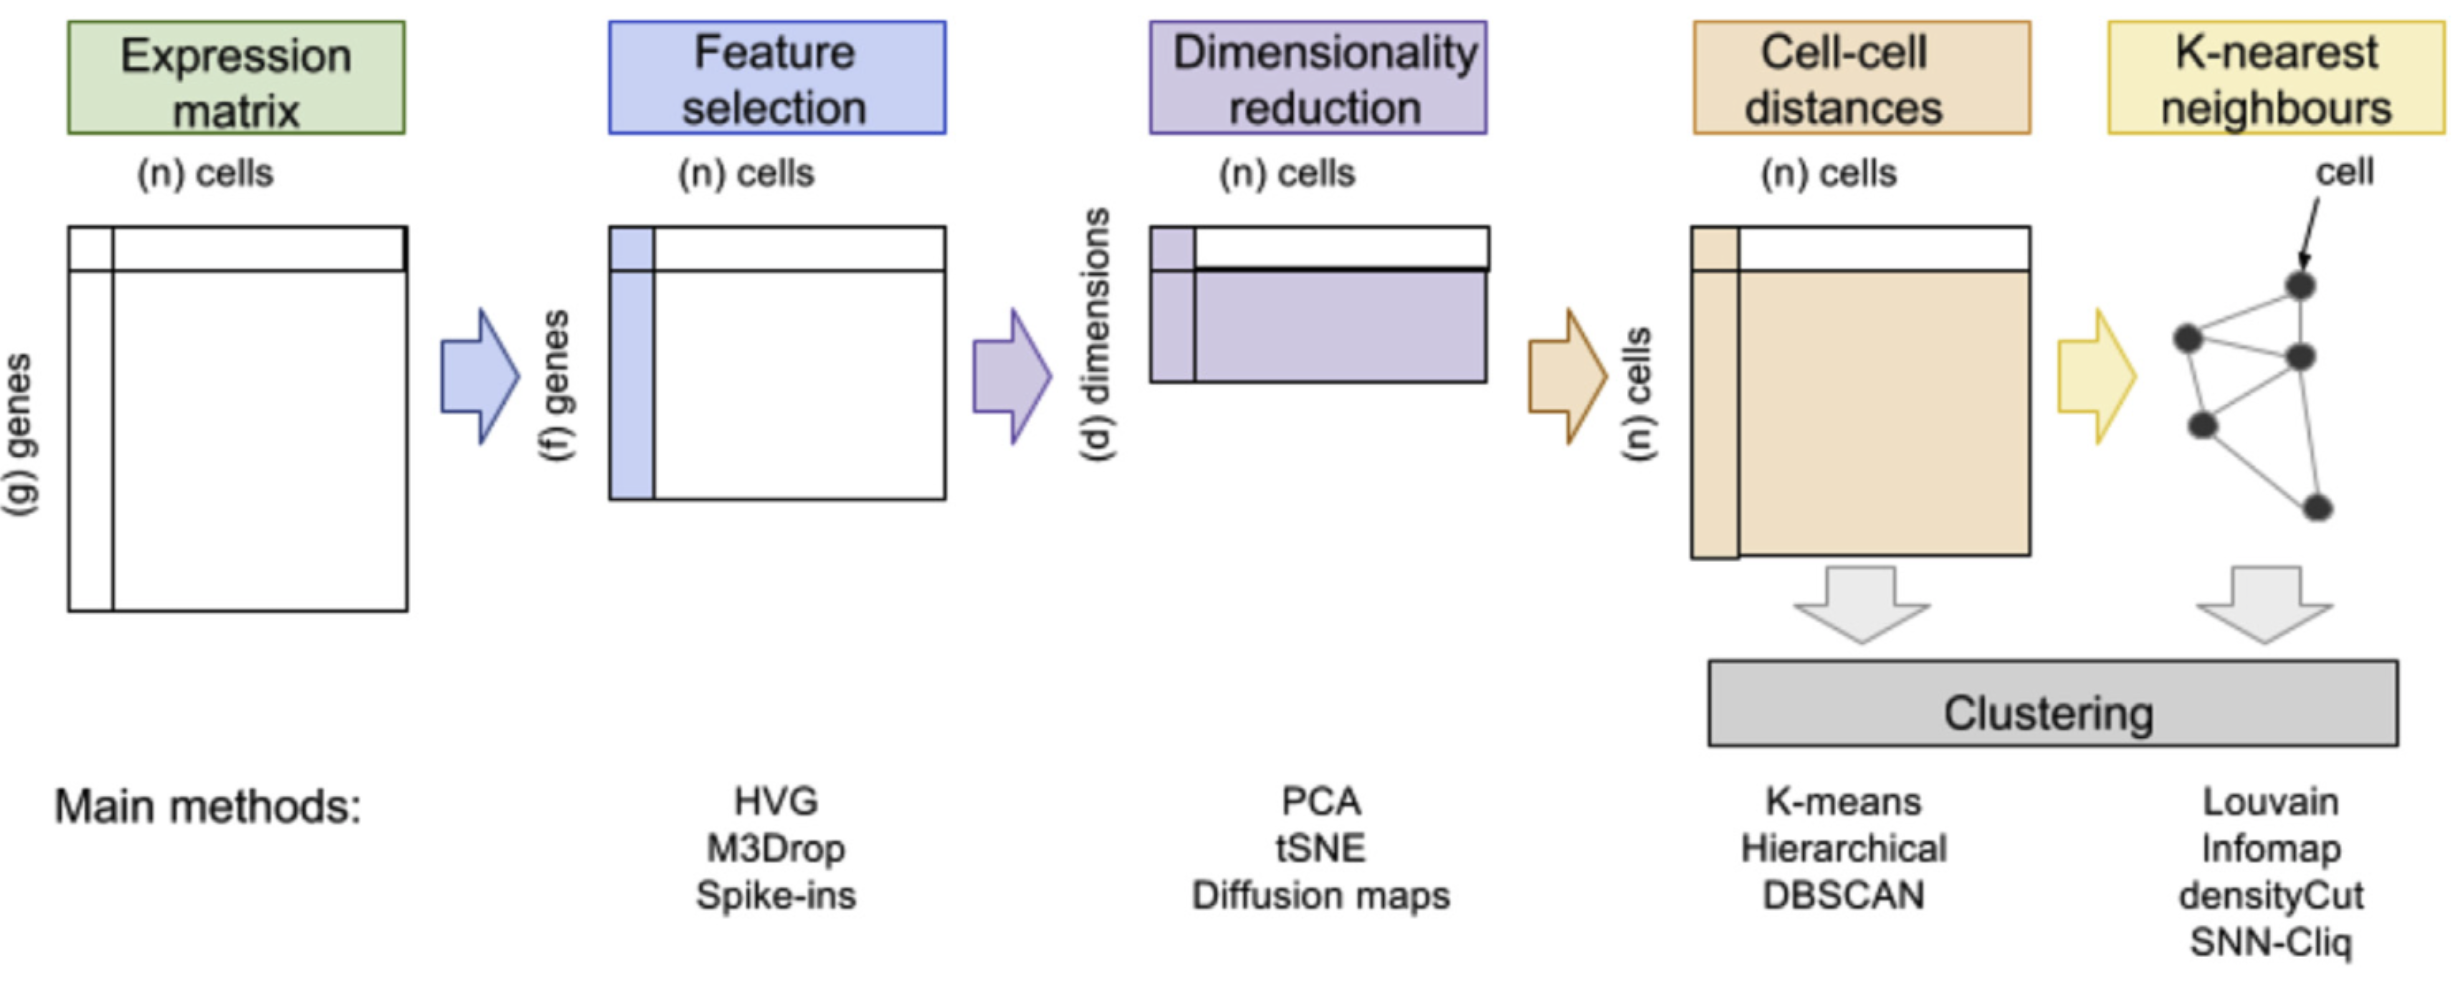 Expression
matrix
Feature
selection
Dimensionality
reduction
Cell-cell
distances
K-nearest
neighbours
(n) cells
(n) cells
(n) cells
(n) cells
cell
(g) genes
(f) genes
(d) dimensions
(n) cells
Clustering
Main methods:
HVG
M3Drop
Spike-ins
PCA
tSNE
Diffusion maps
K-means
Hierarchical
DBSCAN
Louvain
Infomap
densityCut
SNN-Cliq